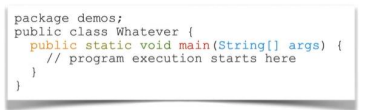 package demos;
public class Whatever {
  public static void main(String[] args) {
    // program execution starts here
  }
}